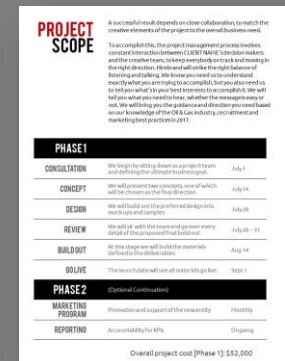 PROJECT
SCOPE
A successful result depends on close collaboration, to match the
creative elements of the project to the overall business need.
To accomplish this, the project management process involves
constant interaction between CLIENT NAME's decision makers
and the creative team, to keep everybody on track and moving in
the right direction. Hirebrand will strike the right balance of
listening and talking. We know you need us to understand
exactly what you are trying to accomplish, but you also need us
to tell you what's in your best interests to accomplish it. We will
tell you what you need to hear, whether the message is easy or
not. We will bring you the guidance and direction you need based
on our knowledge of the Oil & Gas industry, recruitment and
marketing best practices in 2017.
PHASE 1
CONSULTATION We begin by sitting down as a project team July 1
and defining the ultimate business goal.
CONCEPT We will present two concepts, one of which July 14
will be chosen as the final direction
DESIGN We will build out the preferred design into July 20
mock ups and samples
REVIEW We will sit with the team and go over every July 26 - 31
detail of the proposed final build out.
BUILD OUT At this stage we will build the materials Aug 14
defined in the deliverables
GO LIVE The launch date will see all materials go live. Sept 1
PHASE 2 (Optional Continuation)
MARKETING
PROGRAM Promotion and support of the new entity Monthly
REPORTING Accountability for KPIs Ongoing
Overall project cost [Phase 1]: $52,000